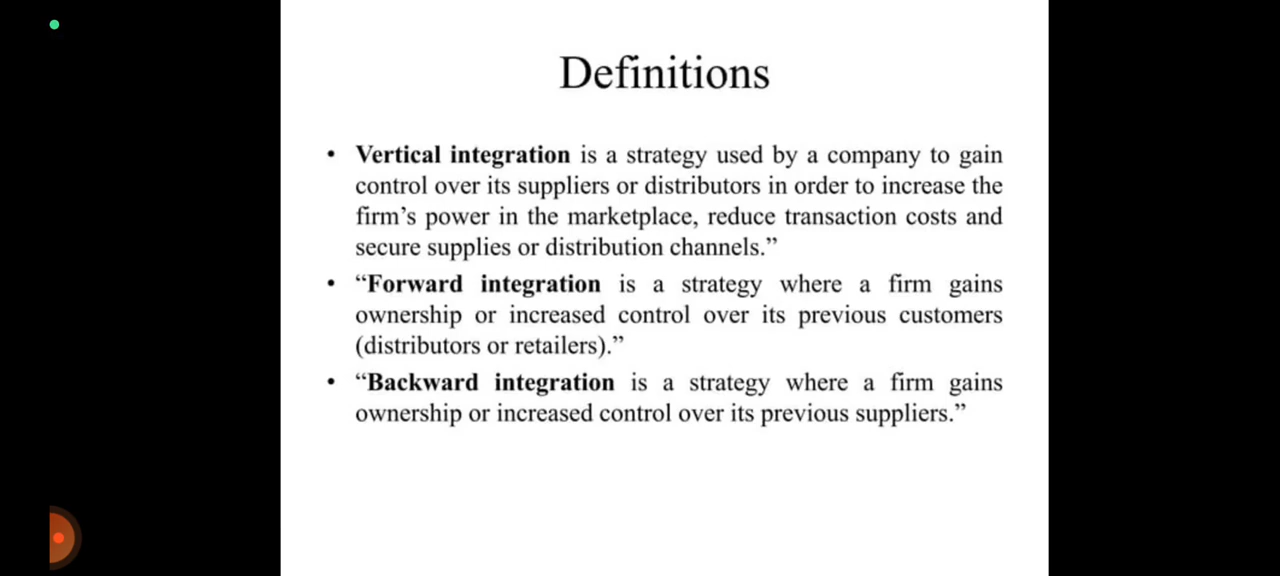 Definitions
• Vertical integration is a strategy used by a company to gain
control over its suppliers or distributors in order to increase the
firm’s power in the marketplace, reduce transaction costs and
secure supplies or distribution channels.”
• “Forward integration is a strategy where a firm gains
ownership or increased control over its previous customers
(distributors or retailers).”
• “Backward integration is a strategy where a firm gains
ownership or increased control over its previous suppliers.”